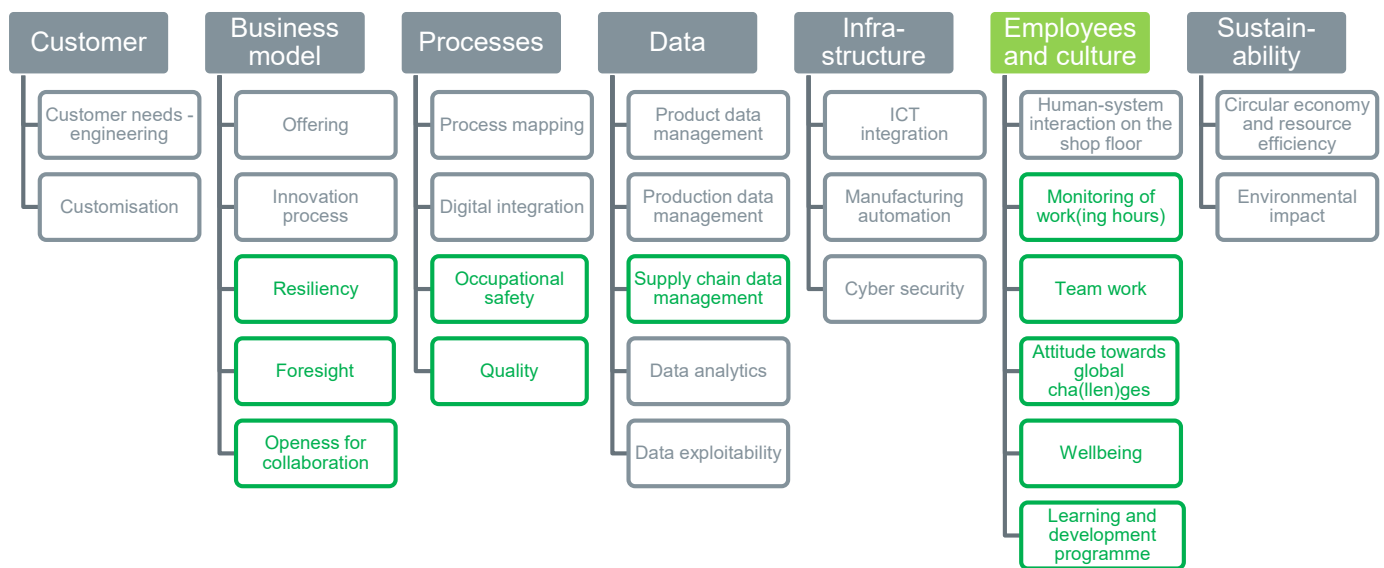 Customer
Customer needs -
engineering
Customisation
Business
model
Offering
Innovation
process
Resiliency
Foresight
Openess for
collaboration
Processes
Process mapping
Digital integration
Occupational
safety
Quality
Data
Product data
management
Production data
management
Supply chain data
management
Data analytics
Data exploitability
Infra-
structure
ICT
integration
Manufacturing
automation
Cyber security
Employees
and culture
Human-system
interaction on the
shop floor
Monitoring of
work(ing hours)
Team work
Attitude towards
global
cha(llen)ges
Wellbeing
Learning and
development
programme
Sustain-
ability
Circular economy
and resource
efficiency
Environmental
impact